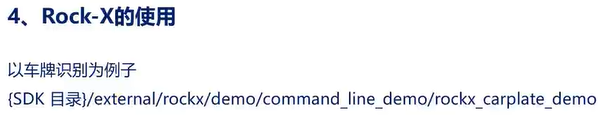 4、Rock-X的使用
以车牌识别为例子
{SDK 目录}/external/rockx/demo/command_line_demo/rockx_carplate_demo